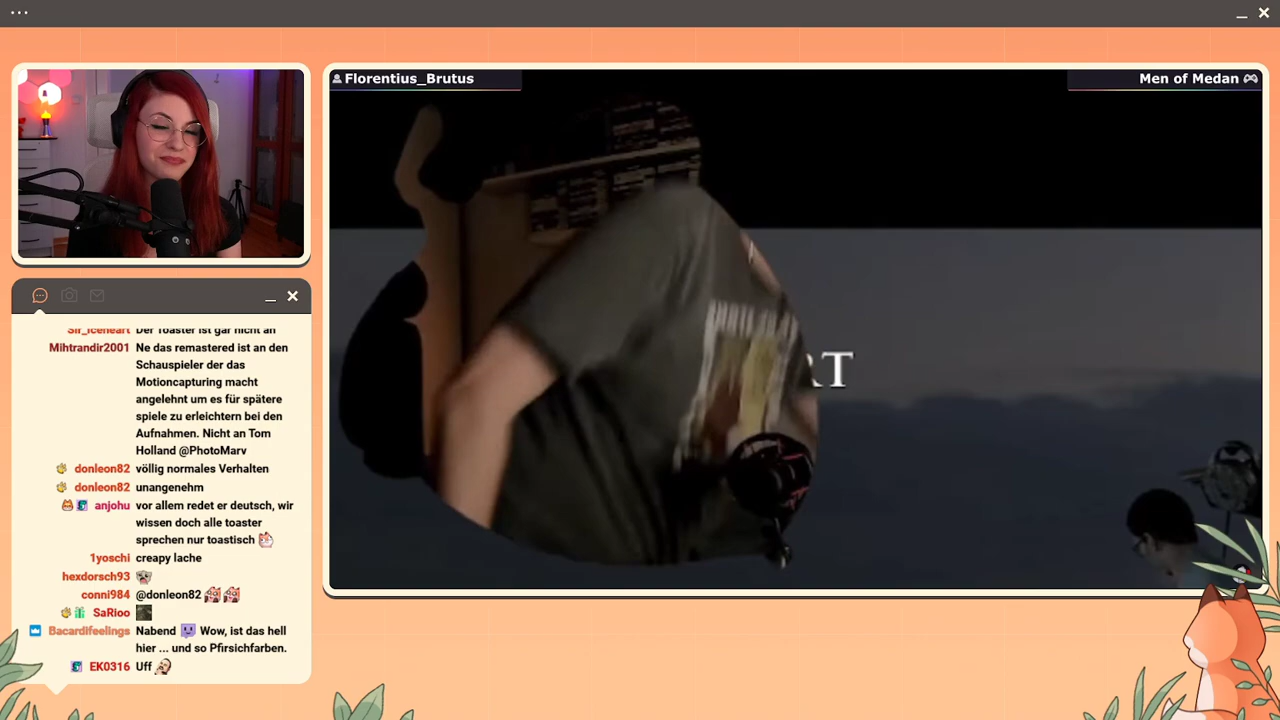 Florentius_Brutus
Men of Medan
RT
Sir_Iceheart Der Toaster ist gar nicht an
Mihtrandir2001 Ne das remastered ist an den
Schauspieler der das
Motioncapturing macht
angelehnt um es für spätere
spiele zu erleichtern bei den
Aufnahmen. Nicht an Tom
Holland @PhotoMarv
donleon82 völlig normales Verhalten
donleon82 unangenehm
anjohu vor allem redet er deutsch, wir
wissen doch alle toaster
sprechen nur toastisch
1yoschi creapy lache
hexdorsch93
conni984 @donleon82
SaRioo
Bacardifeelings Nabend Wow, ist das hell
hier ... und so Pfirsichfarben.
EK0316 Uff